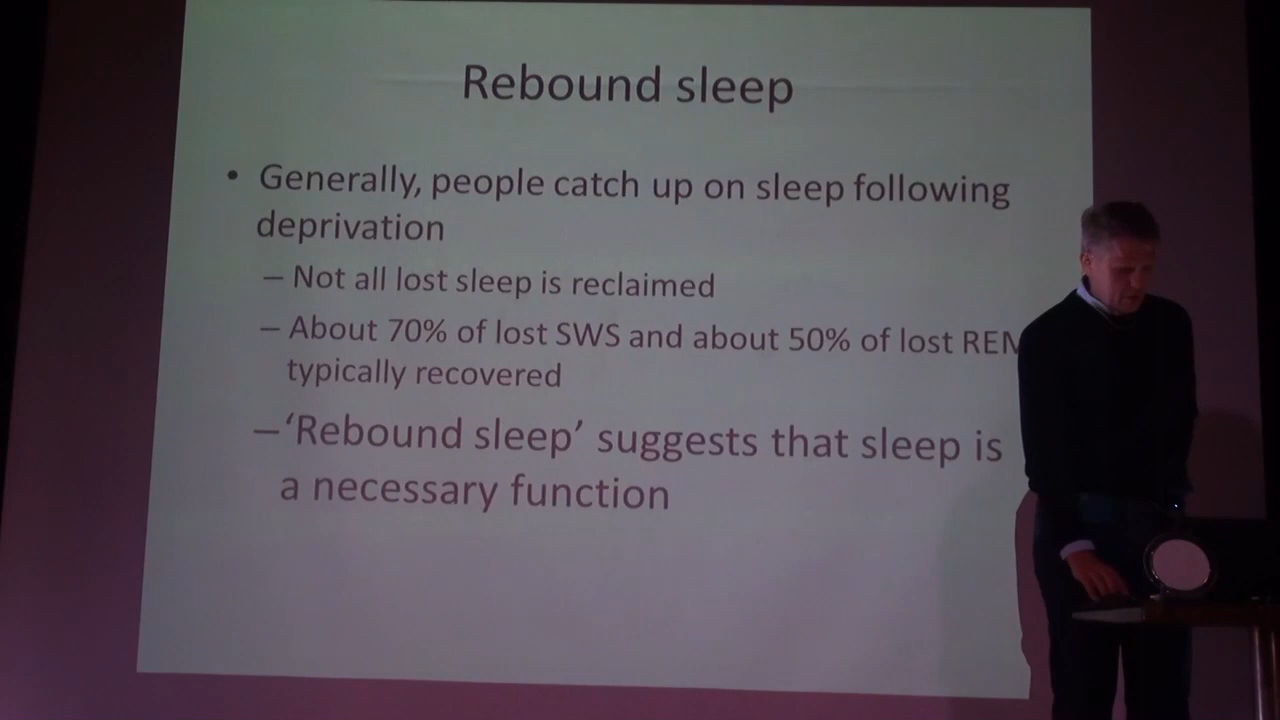 Rebound sleep
• Generally, people catch up on sleep following
deprivation
– Not all lost sleep is reclaimed
– About 70% of lost SWS and about 50% of lost REM
typically recovered
–‘Rebound sleep’ suggests that sleep is
a necessary function